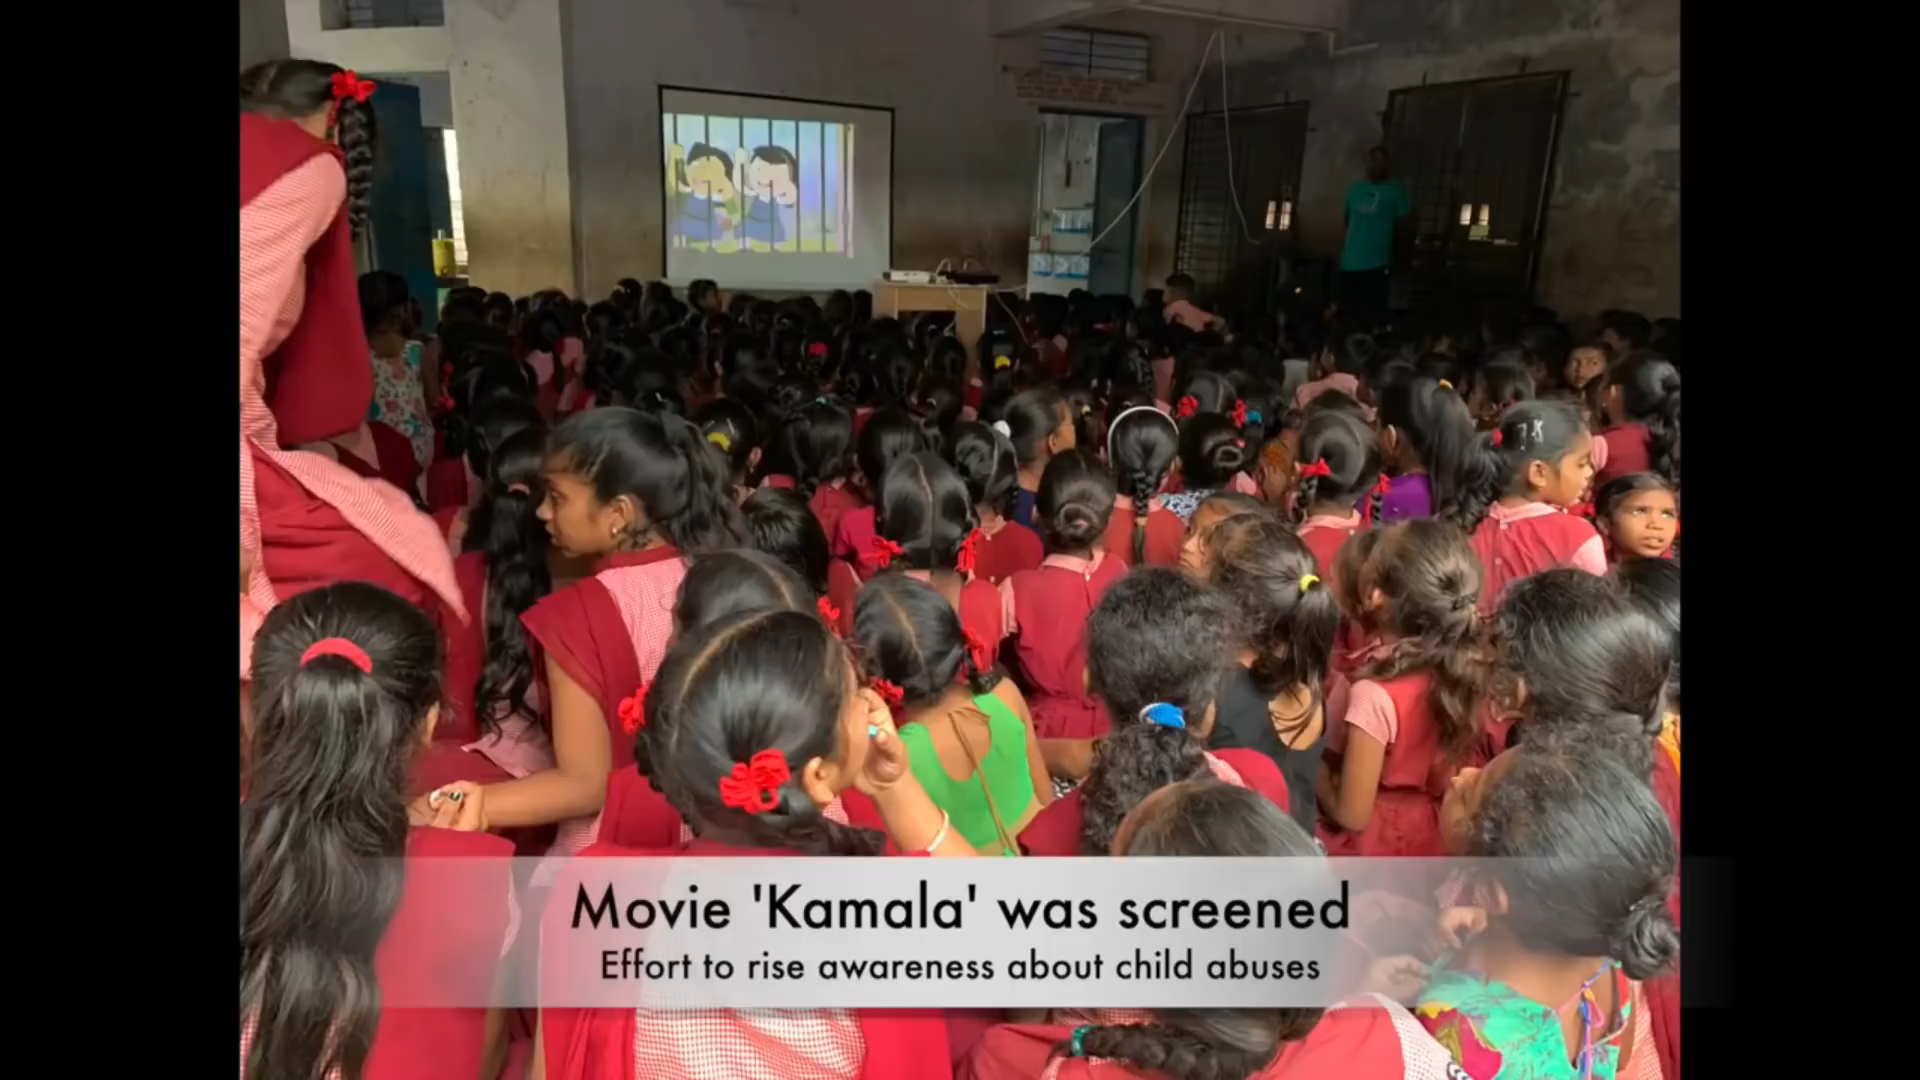 Movie 'Kamala' was screened
Effort to rise awareness about child abuses